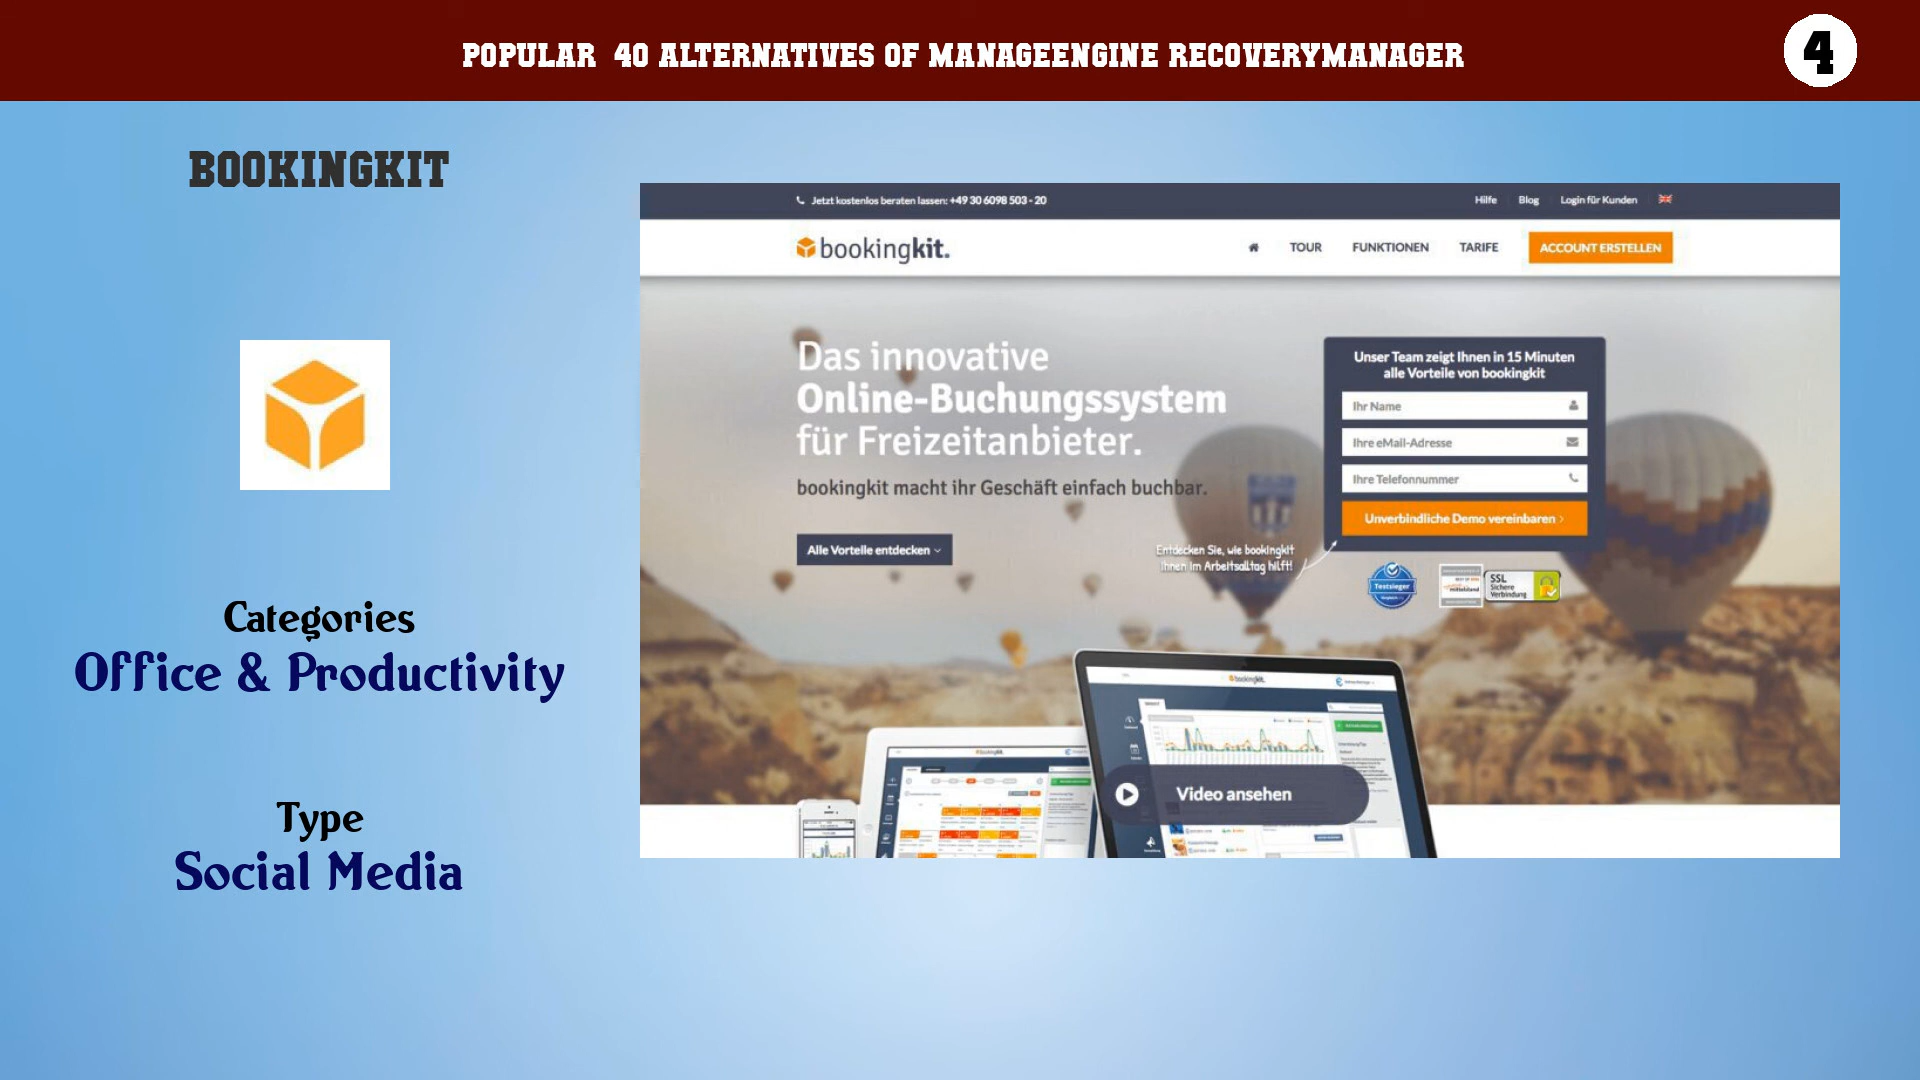 POPULAR 40 ALTERNATIVES OF MANAGEENGINE RECOVERYMANAGER
4
BOOKINGKIT
Categories
Office & Productivity
Type
Social Media
Jetzt kostenlos beraten lassen: +49 30 6098 503 - 20
Hilfe
Blog
Login für Kunden
bookingkit.
TOUR
FUNKTIONEN
TARIFE
ACCOUNT ERSTELLEN
Das innovative
Online-Buchungssystem
für Freizeitanbieter.
bookingkit macht ihr Geschäft einfach buchbar.
Alle Vorteile entdecken
Unser Team zeigt Ihnen in 15 Minuten
alle Vorteile von bookingkit
Ihr Name
Ihre eMail-Adresse
Ihre Telefonnummer
Unverbindliche Demo vereinbaren ›
Entdecken Sie, wie bookingkit
Ihnen im Arbeitsalltag hilft!
Testsieger
SSL
Sichere
Verbindung
bookingkit.
bookingkit.
Video ansehen